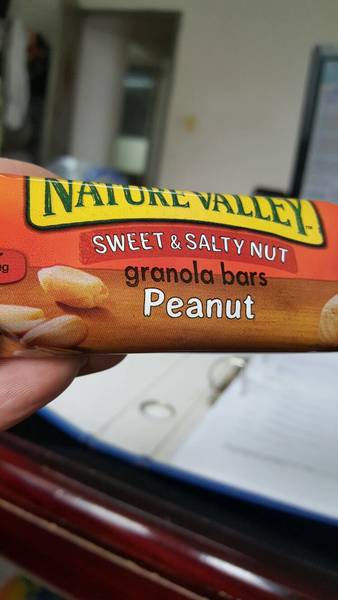 NATURE VALLEY
SWEET & SALTY NUT
granola bars
Peanut